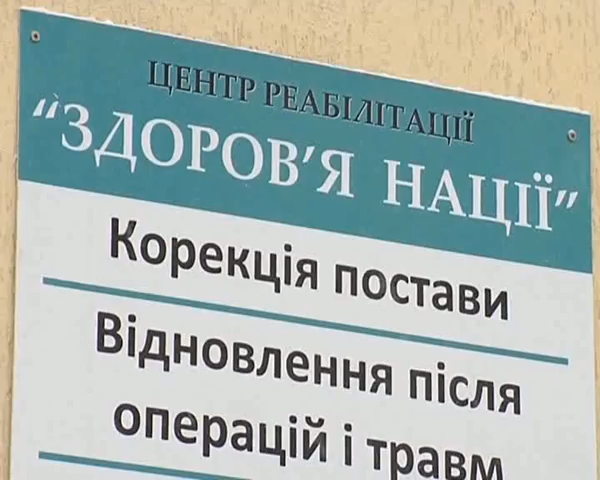 ЦЕНТР РЕАБІЛІТАЦІЇ
“ЗДОРОВ’Я НАЦІЇ”
Корекція постави
Відновлення після
операцій і травм